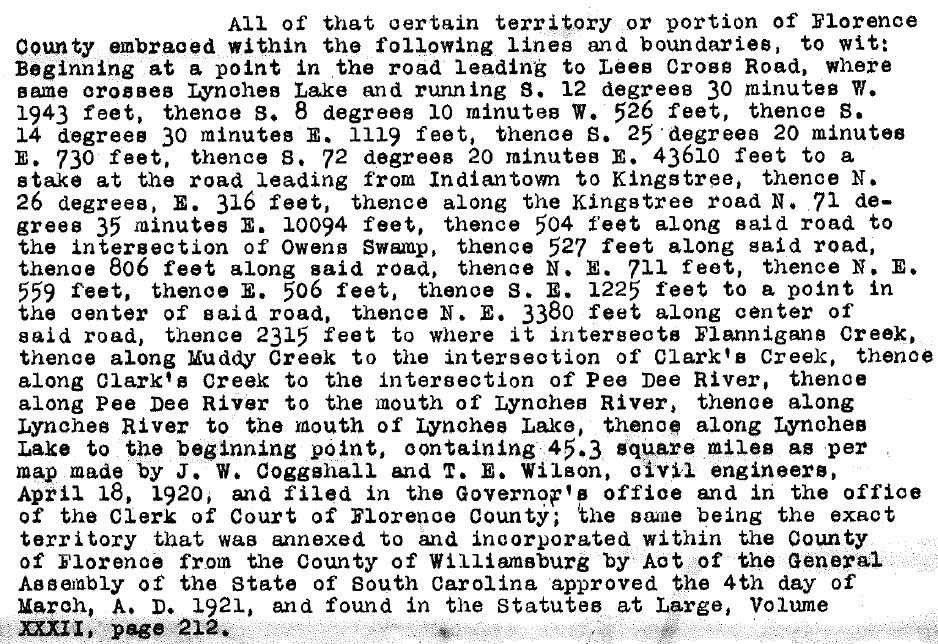 All of that certain territory or portion of Florence
County embraced within the following lines and boundaries, to wit:
Beginning at a point in the road leading to Lees Cross Road, where
same crosses Lynches Lake and running S. 12 degrees 30 minutes W.
1943 feet, thence S. 8 degrees 10 minutes W. 526 feet, thence S.
14 degrees 30 minutes E. 1119 feet, thence S. 25 degrees 20 minutes
E. 730 feet, thence S. 72 degrees 20 minutes E. 43610 feet to a
stake at the road leading from Indiantown to Kingstree, thence N.
26 degrees, E. 316 feet, thence along the Kingstree road N. 71 de-
grees 35 minutes E. 10094 feet, thence 504 feet along said road to
the intersection of Owens Swamp, thence 527 feet along said road,
thence 806 feet along said road, thence N. E. 711 feet, thence N. E.
559 feet, thence E. 506 feet, thence S. E. 1225 feet to a point in
the center of said road, thence N. E. 3380 feet along center of
said road, thence 2315 feet to where it intersects Flannigans Creek,
thence along Muddy Creek to the intersection of Clark's Creek, thence
along Clark's Creek to the intersection of Pee Dee River, thence
along Pee Dee River to the mouth of Lynches River, thence along
Lynches River to the mouth of Lynches Lake, thence along Lynches
Lake to the beginning point, containing 45.3 square miles as per
map made by J. W. Coggshall and T. E. Wilson, civil engineers,
April 18, 1920, and filed in the Governor's office and in the office
of the Clerk of Court of Florence County; the same being the exact
territory that was annexed to and incorporated within the County
of Florence from the County of Williamsburg by Act of the General
Assembly of the State of South Carolina approved the 4th day of
March, A. D. 1921, and found in the Statutes at Large, Volume
XXXII, page 212.